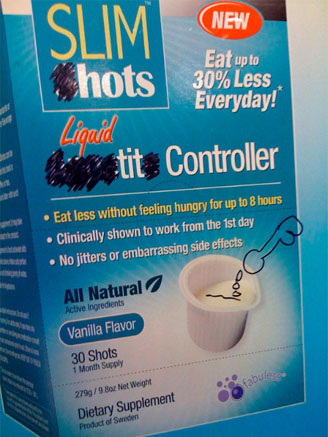 SLIM
hots
NEW
Eat up to
30% Less
Everyday!*
Liquid
tit Controller
• Eat less without feeling hungry for up to 8 hours
• Clinically shown to work from the 1st day
• No jitters or embarrassing side effects
All Natural
Active Ingredients
Vanilla Flavor
30 Shots
1 Month Supply
279g / 9.8oz Net Weight
Dietary Supplement
Product of Sweden